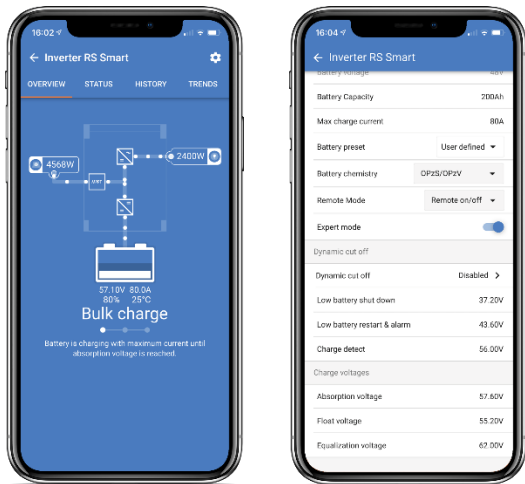 16:02
Inverter RS Smart
OVERVIEW STATUS HISTORY TRENDS
4568W
2400W
MPPT
57.10V 80.0A
80% 25°C
Bulk charge
Battery is charging with maximum current until
absorption voltage is reached.
16:04
Inverter RS Smart
Battery voltage 48V
Battery Capacity 200Ah
Max charge current 80A
Battery preset User defined
Battery chemistry OPzS/OPzV
Remote Mode Remote on/off
Expert mode
Dynamic cut off
Dynamic cut off Disabled
Low battery shut down 37.20V
Low battery restart & alarm 43.60V
Charge detect 56.00V
Charge voltages
Absorption voltage 57.60V
Float voltage 55.20V
Equalization voltage 62.00V